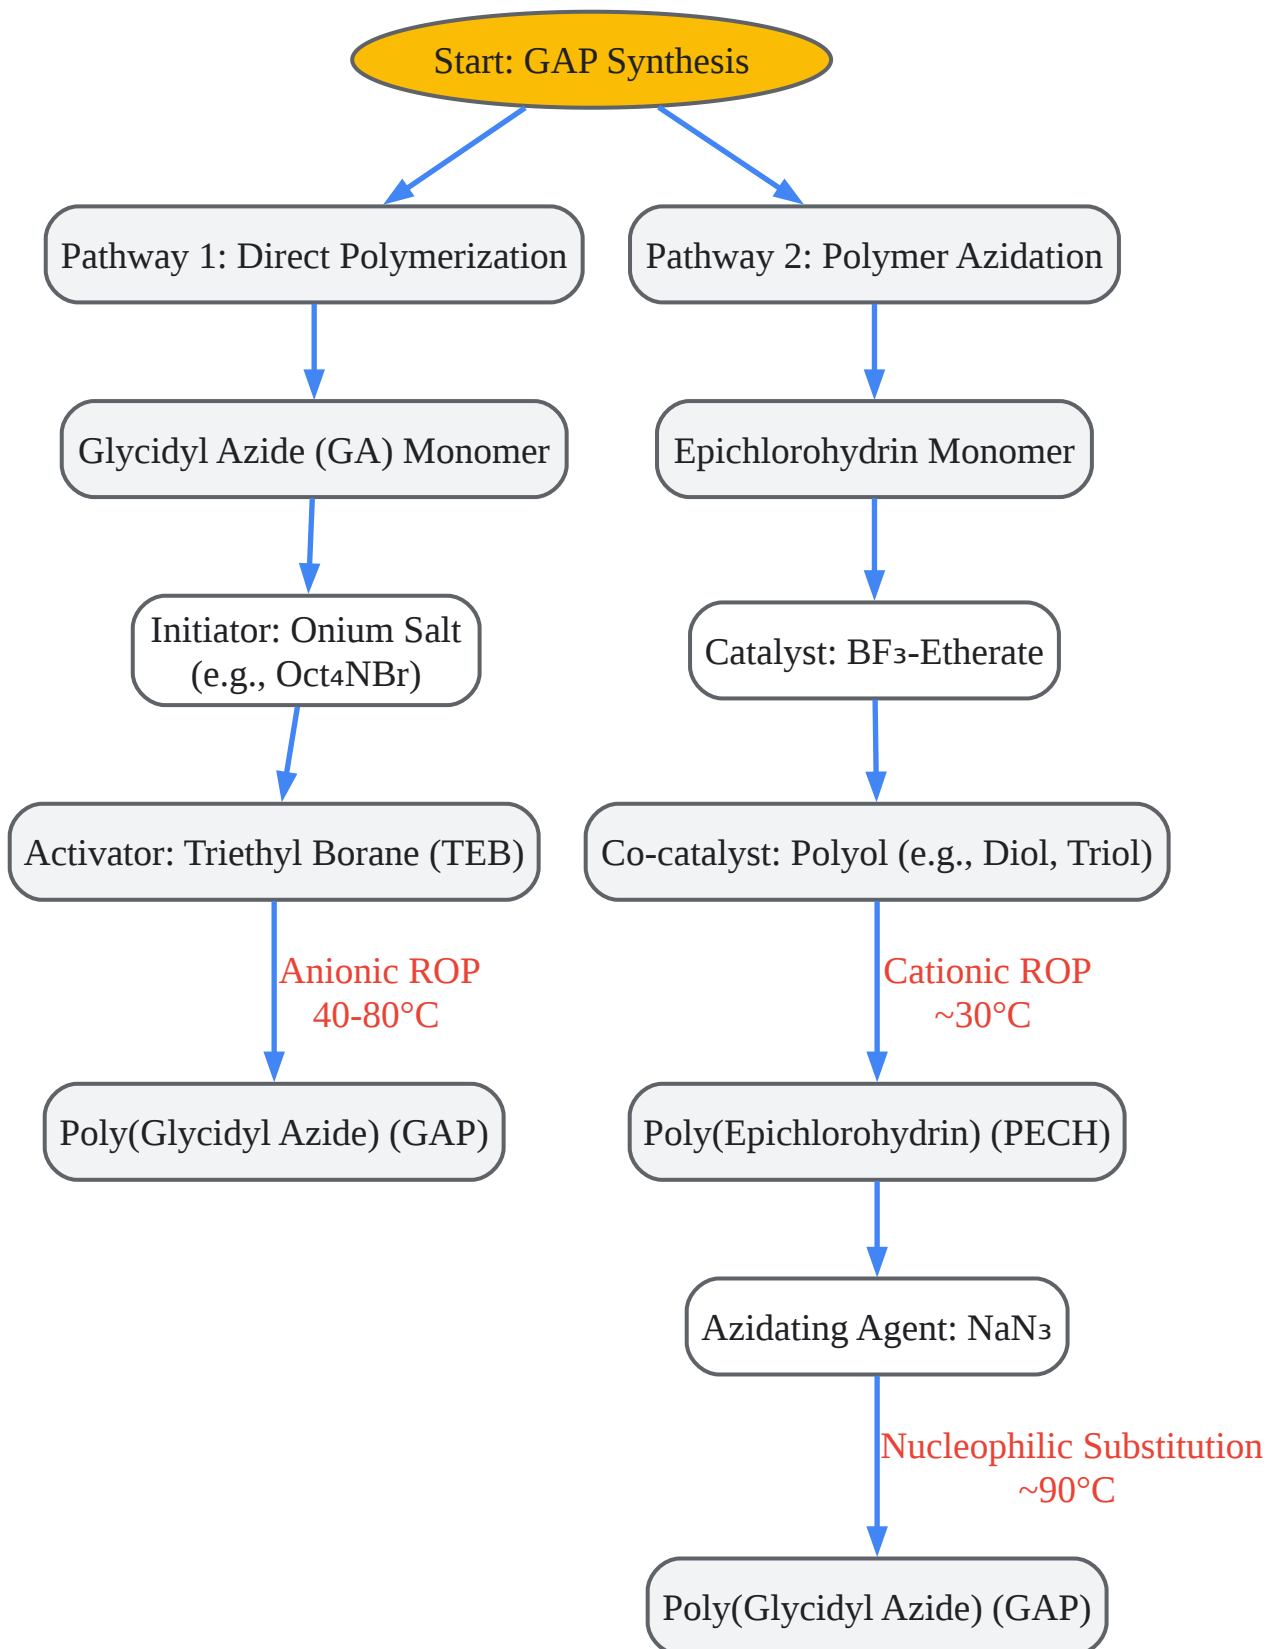 Start: GAP Synthesis
Pathway 1: Direct Polymerization
Pathway 2: Polymer Azidation
Glycidyl Azide (GA) Monomer
Epichlorohydrin Monomer
Initiator: Onium Salt
(e.g., Oct₄NBr)
Catalyst: BF₃-Etherate
Activator: Triethyl Borane (TEB)
Co-catalyst: Polyol (e.g., Diol, Triol)
Anionic ROP
40-80°C
Cationic ROP
~30°C
Poly(Glycidyl Azide) (GAP)
Poly(Epichlorohydrin) (PECH)
Azidating Agent: NaN₃
Nucleophilic Substitution
~90°C
Poly(Glycidyl Azide) (GAP)